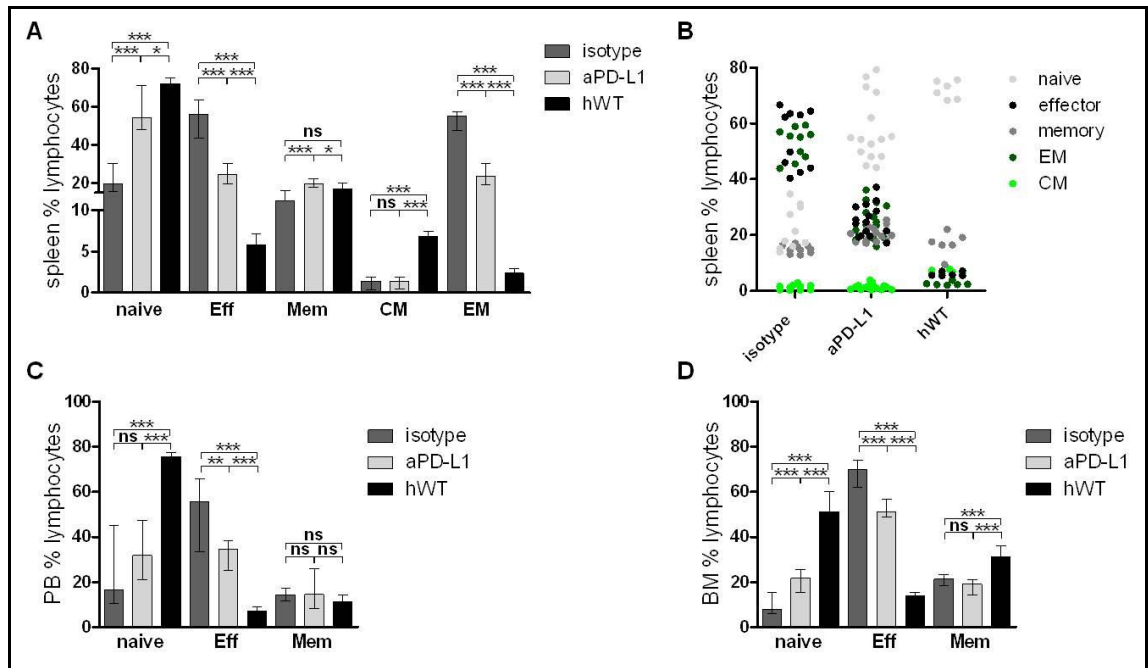 A
spleen % lymphocytes
80
60
40
20
10
5
0
***
*** *
***
*** ***
ns
*** *
***
ns ***
***
*** ***
naive Eff Mem CM EM
isotype
aPD-L1
hWT
B
spleen % lymphocytes
80
60
40
20
0
isotype aPD-L1 hWT
naive
effector
memory
EM
CM
C
PB % lymphocytes
100
80
60
40
20
0
***
ns ***
***
** ***
ns
ns ns
naive Eff Mem
isotype
aPD-L1
hWT
D
BM % lymphocytes
100
80
60
40
20
0
***
*** ***
***
*** ***
***
ns ***
naive Eff Mem
isotype
aPD-L1
hWT